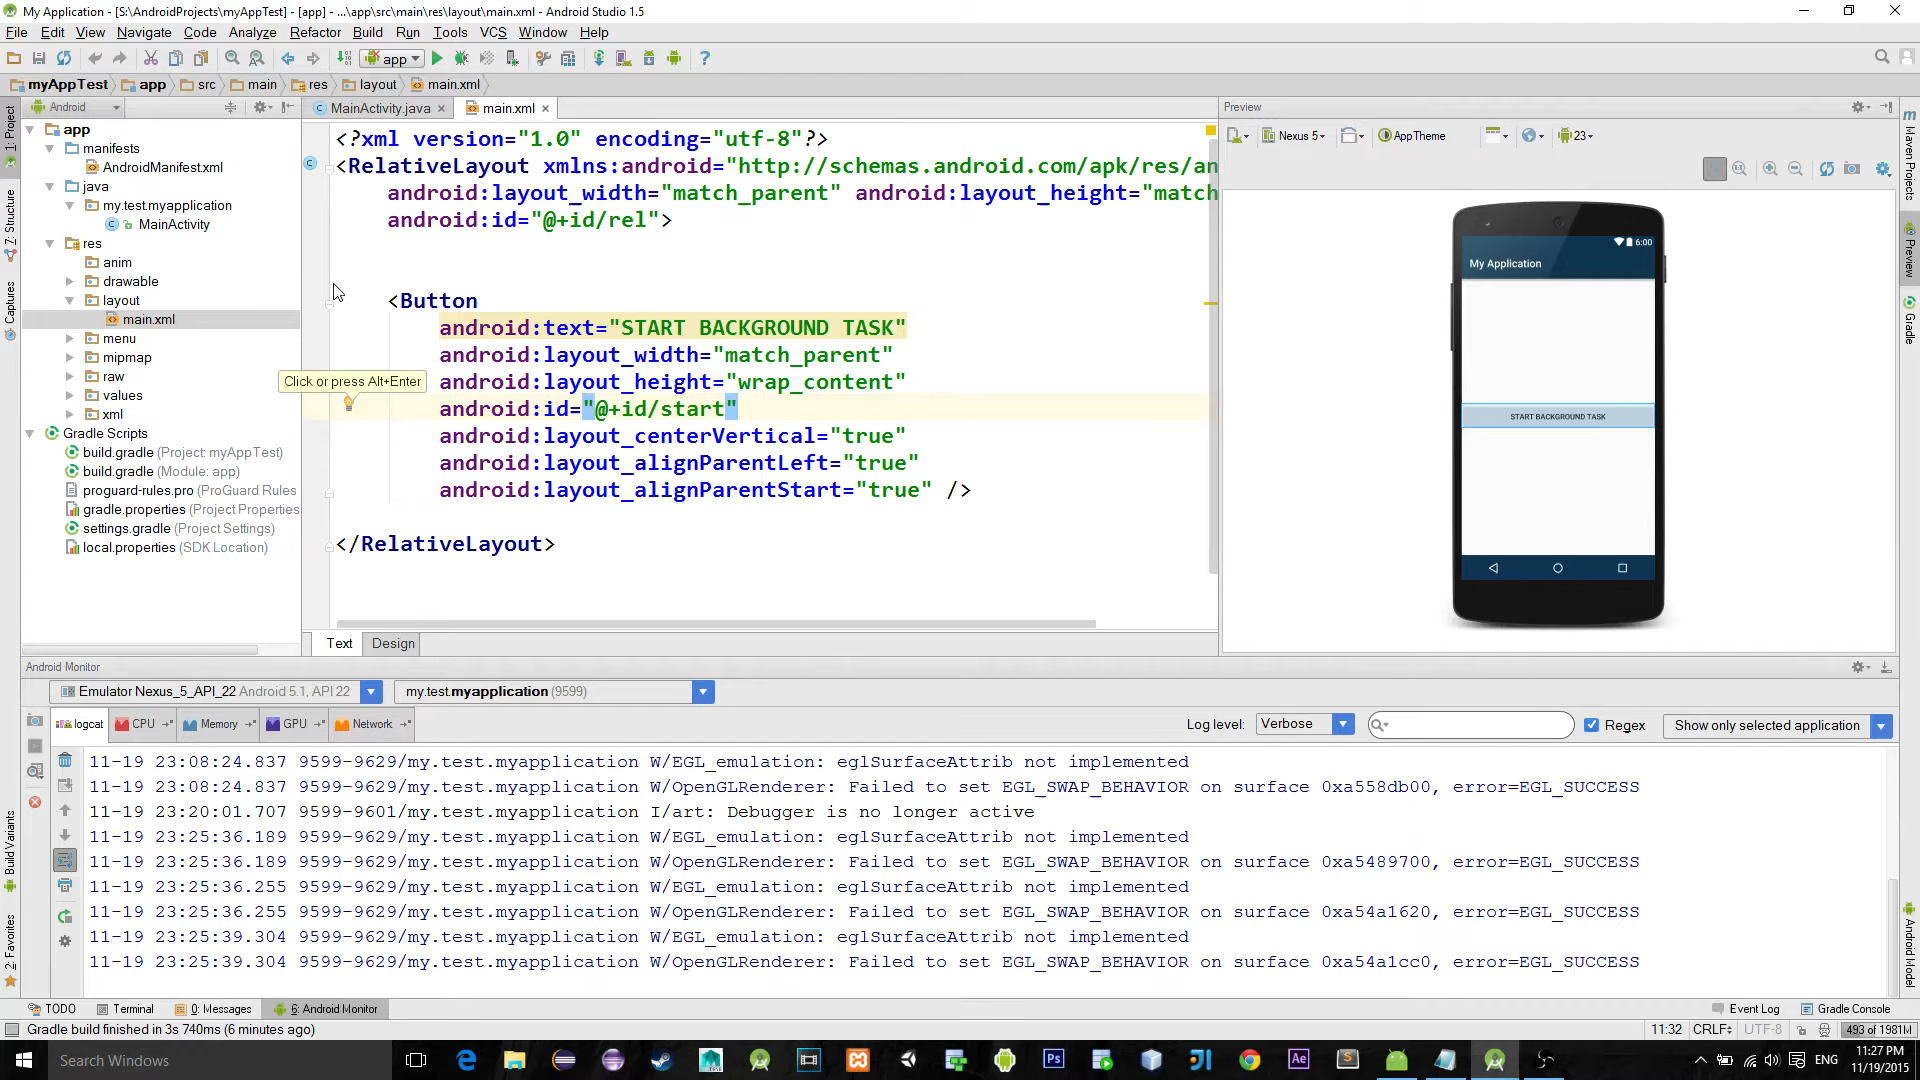 My Application - [S:\AndroidProjects\myAppTest] - [app] - ...\app\src\main\res\layout\main.xml - Android Studio 1.5
File Edit View Navigate Code Analyze Refactor Build Run Tools VCS Window Help
app
myAppTest app src main res layout main.xml
Android
MainActivity.java main.xml
Preview
1: Project
Z: Structure
Captures
Build Variants
2: Favorites
app
manifests
AndroidManifest.xml
java
my.test.myapplication
MainActivity
res
anim
drawable
layout
main.xml
menu
mipmap
raw
values
xml
Gradle Scripts
build.gradle (Project: myAppTest)
build.gradle (Module: app)
proguard-rules.pro (ProGuard Rules
gradle.properties (Project Properties
settings.gradle (Project Settings)
local.properties (SDK Location)
<?xml version="1.0" encoding="utf-8"?>
<RelativeLayout xmlns:android="http://schemas.android.com/apk/res/an
android:layout_width="match_parent" android:layout_height="match
android:id="@+id/rel">
<Button
android:text="START BACKGROUND TASK"
android:layout_width="match_parent"
android:layout_height="wrap_content"
android:id="@+id/start"
android:layout_centerVertical="true"
android:layout_alignParentLeft="true"
android:layout_alignParentStart="true" />
</RelativeLayout>
Click or press Alt+Enter
Text Design
Nexus 5 AppTheme 23
6:00
My Application
START BACKGROUND TASK
Maven Projects
Preview
Gradle
Android Model
Android Monitor
Emulator Nexus_5_API_22 Android 5.1, API 22 my.test.myapplication (9599)
logcat CPU Memory GPU Network Log level: Verbose Regex Show only selected application
11-19 23:08:24.837 9599-9629/my.test.myapplication W/EGL_emulation: eglSurfaceAttrib not implemented
11-19 23:08:24.837 9599-9629/my.test.myapplication W/OpenGLRenderer: Failed to set EGL_SWAP_BEHAVIOR on surface 0xa558db00, error=EGL_SUCCESS
11-19 23:20:01.707 9599-9601/my.test.myapplication I/art: Debugger is no longer active
11-19 23:25:36.189 9599-9629/my.test.myapplication W/EGL_emulation: eglSurfaceAttrib not implemented
11-19 23:25:36.189 9599-9629/my.test.myapplication W/OpenGLRenderer: Failed to set EGL_SWAP_BEHAVIOR on surface 0xa5489700, error=EGL_SUCCESS
11-19 23:25:36.255 9599-9629/my.test.myapplication W/EGL_emulation: eglSurfaceAttrib not implemented
11-19 23:25:36.255 9599-9629/my.test.myapplication W/OpenGLRenderer: Failed to set EGL_SWAP_BEHAVIOR on surface 0xa54a1620, error=EGL_SUCCESS
11-19 23:25:39.304 9599-9629/my.test.myapplication W/EGL_emulation: eglSurfaceAttrib not implemented
11-19 23:25:39.304 9599-9629/my.test.myapplication W/OpenGLRenderer: Failed to set EGL_SWAP_BEHAVIOR on surface 0xa54a1cc0, error=EGL_SUCCESS
TODO Terminal 0: Messages 6: Android Monitor Event Log Gradle Console
Gradle build finished in 3s 740ms (6 minutes ago) 11:32 CRLF UTF-8 493 of 1981M
Search Windows Ps Ae ENG 11:27 PM
11/19/2015